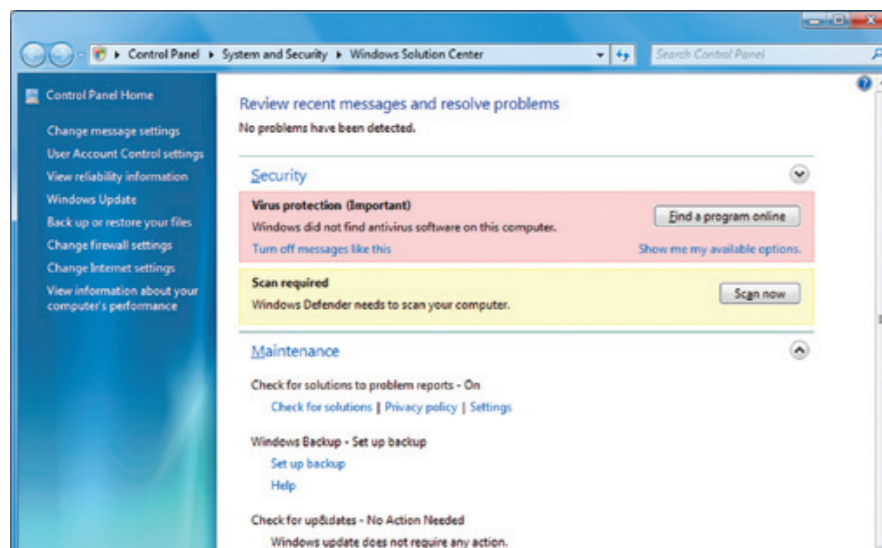 Control Panel ▸ System and Security ▸ Windows Solution Center
Search Control Panel
Control Panel Home
Change message settings
User Account Control settings
View reliability information
Windows Update
Back up or restore your files
Change firewall settings
Change Internet settings
View information about your
computer's performance
Review recent messages and resolve problems
No problems have been detected.
Security
Virus protection (Important)
Windows did not find antivirus software on this computer.
Find a program online
Turn off messages like this
Show me my available options.
Scan required
Windows Defender needs to scan your computer.
Scan now
Maintenance
Check for solutions to problem reports - On
Check for solutions | Privacy policy | Settings
Windows Backup - Set up backup
Set up backup
Help
Check for up&dates - No Action Needed
Windows update does not require any action.